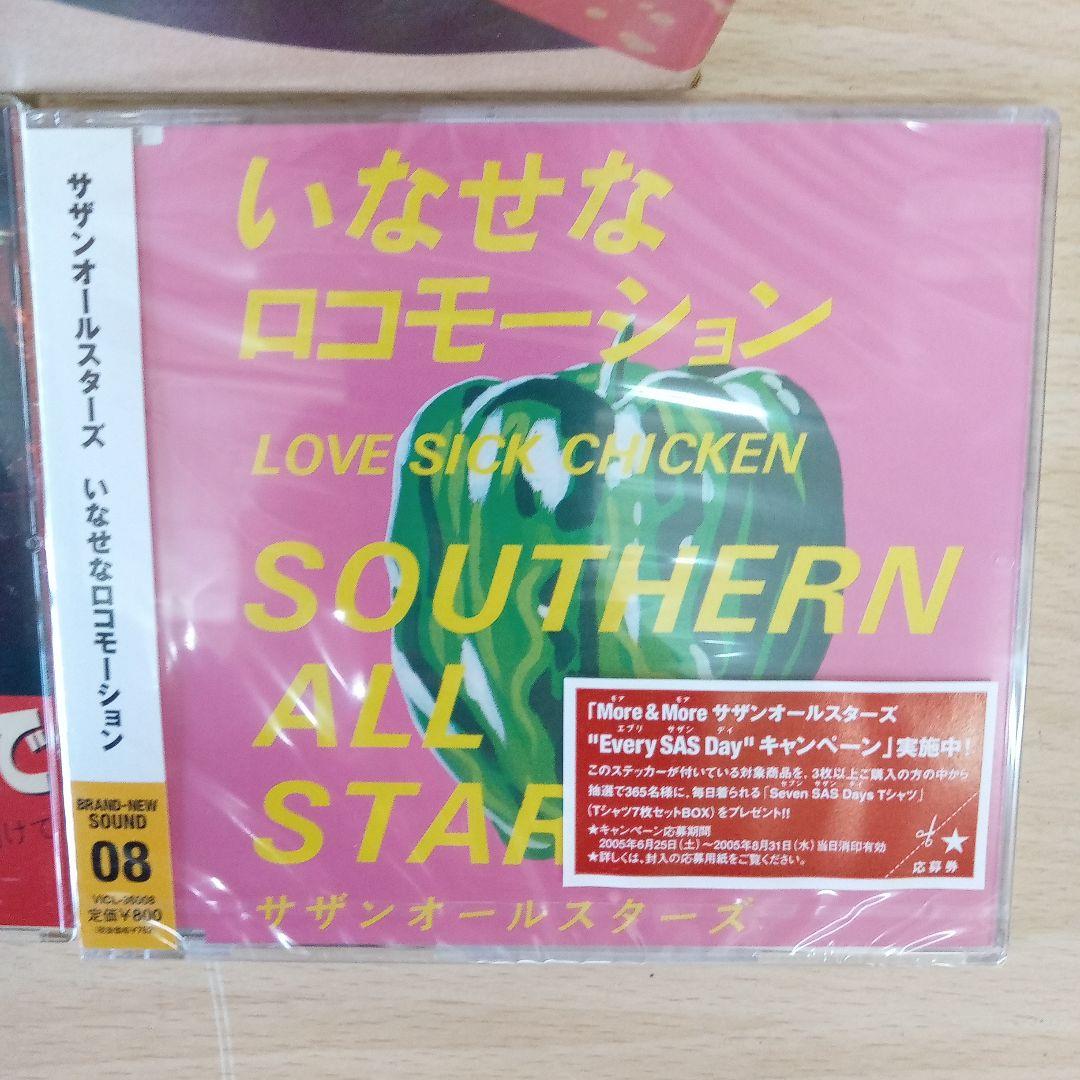 サザンオールスターズ いなせなロコモーション
BRAND-NEW
SOUND
08
VICL-36008
定価¥800
いなせな
ロコモーション
LOVE SICK CHICKEN
SOUTHERN
ALL
STAR
サザンオールスターズ
「More & More サザンオールスターズ
"Every SAS Day" キャンペーン」実施中!
このステッカーが付いている対象商品を、3枚以上ご購入の方の中から
抽選で365名様に、毎日着られる「Seven SAS Days Tシャツ」
(Tシャツ7枚セットBOX)をプレゼント!!
★キャンペーン応募期間
2005年6月25日(土)〜2005年8月31日(水)当日消印有効
★詳しくは、封入の応募用紙をご覧ください。
応募券